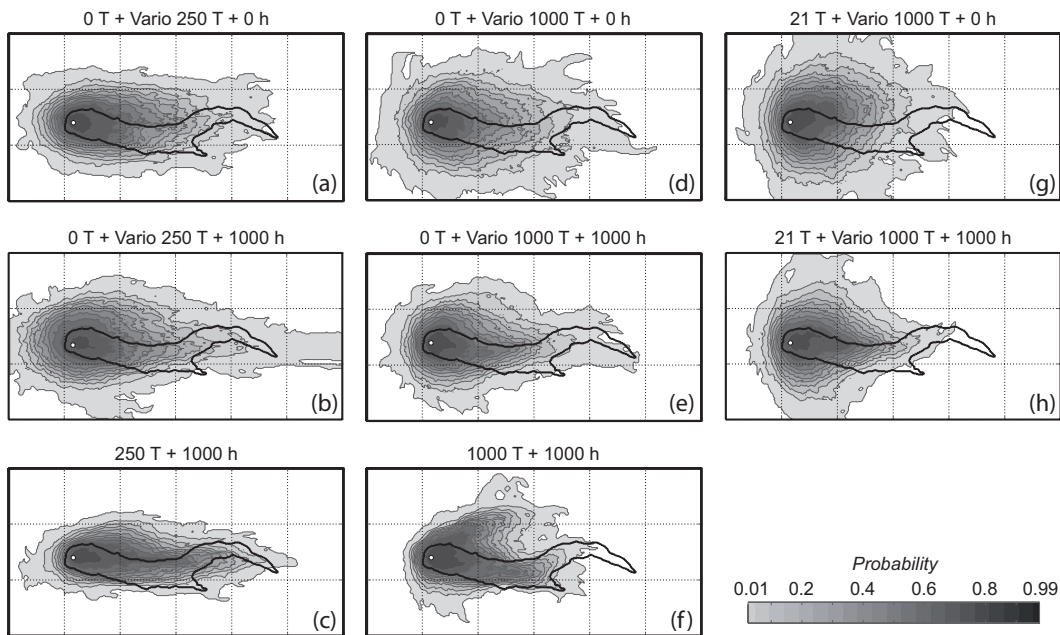 0 T + Vario 250 T + 0 h
0 T + Vario 1000 T + 0 h
21 T + Vario 1000 T + 0 h
(a)
(d)
(g)
0 T + Vario 250 T + 1000 h
0 T + Vario 1000 T + 1000 h
21 T + Vario 1000 T + 1000 h
(b)
(e)
(h)
250 T + 1000 h
1000 T + 1000 h
(c)
(f)
Probability
0.01 0.2 0.4 0.6 0.8 0.99